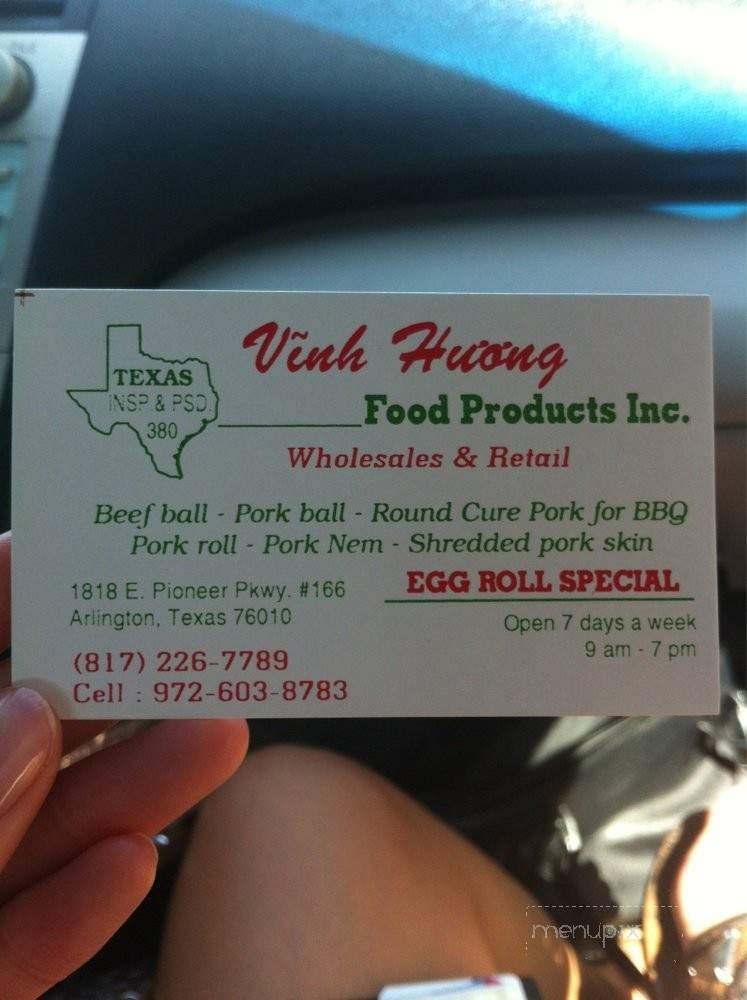 Vĩnh Hương
TEXAS
INSP & PSD
380
Food Products Inc.
Wholesales & Retail
Beef ball - Pork ball - Round Cure Pork for BBQ
Pork roll - Pork Nem - Shredded pork skin
1818 E. Pioneer Pkwy. #166
Arlington, Texas 76010
EGG ROLL SPECIAL
Open 7 days a week
9 am - 7 pm
(817) 226-7789
Cell : 972-603-8783